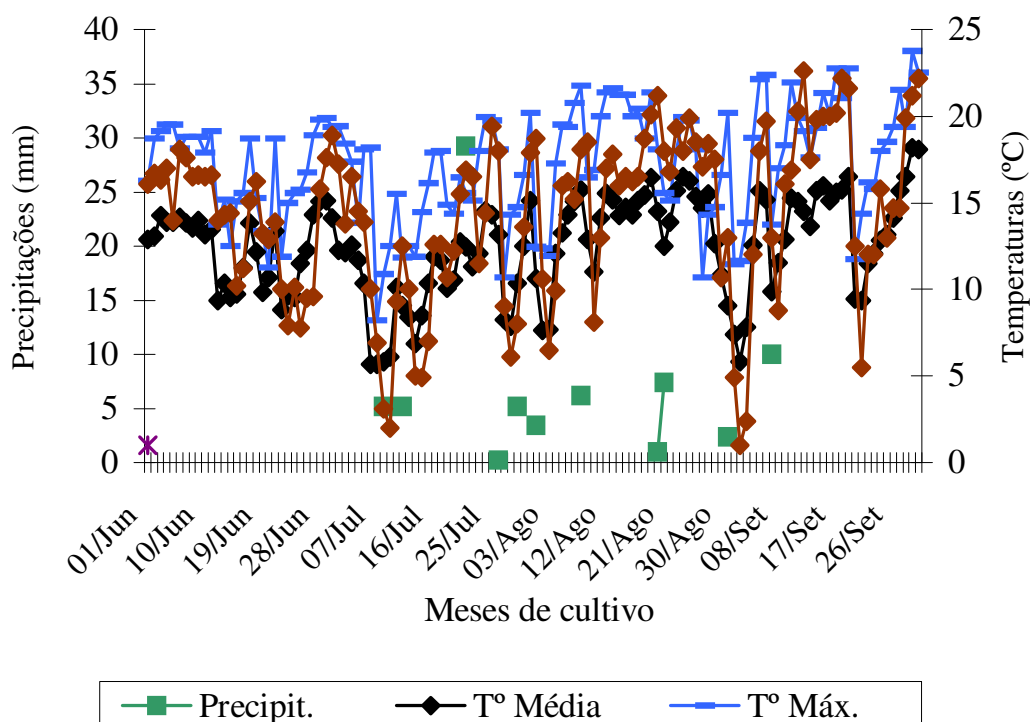 40
35
30
25
20
15
10
5
0
Precipitações (mm)
25
20
15
10
5
0
Temperaturas (ºC)
01/Jun
10/Jun
19/Jun
28/Jun
07/Jul
16/Jul
25/Jul
03/Ago
12/Ago
21/Ago
30/Ago
08/Set
17/Set
26/Set
Meses de cultivo
Precipit. Tº Média Tº Máx.